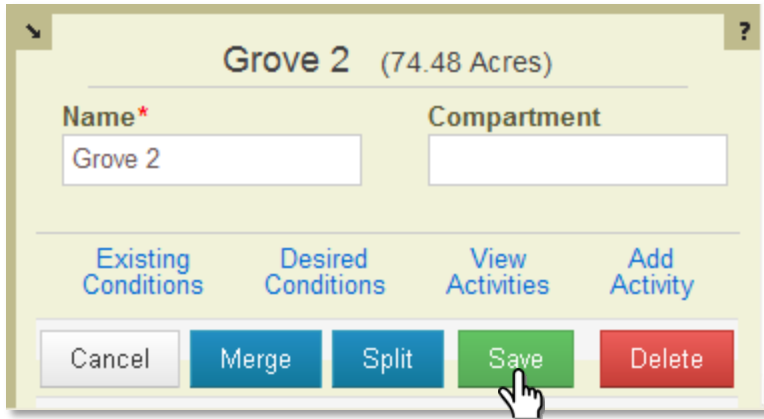 ?
Grove 2 (74.48 Acres)
Name* Compartment
Grove 2
Existing Conditions Desired Conditions View Activities Add Activity
Cancel Merge Split Save Delete